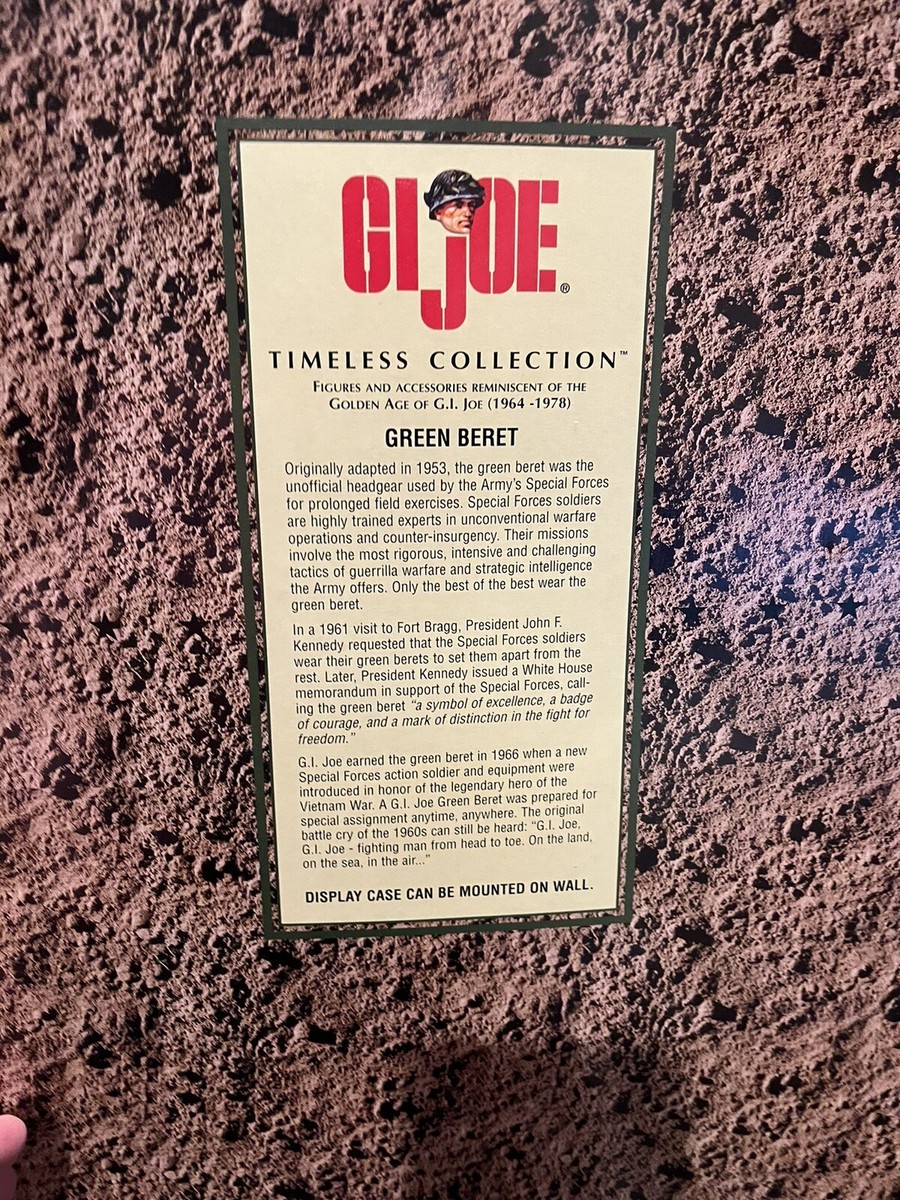 GI JOE®
TIMELESS COLLECTION™
FIGURES AND ACCESSORIES REMINISCENT OF THE
GOLDEN AGE OF G.I. JOE (1964 -1978)
GREEN BERET
Originally adapted in 1953, the green beret was the
unofficial headgear used by the Army's Special Forces
for prolonged field exercises. Special Forces soldiers
are highly trained experts in unconventional warfare
operations and counter-insurgency. Their missions
involve the most rigorous, intensive and challenging
tactics of guerrilla warfare and strategic intelligence
the Army offers. Only the best of the best wear the
green beret.
In a 1961 visit to Fort Bragg, President John F.
Kennedy requested that the Special Forces soldiers
wear their green berets to set them apart from the
rest. Later, President Kennedy issued a White House
memorandum in support of the Special Forces, call-
ing the green beret "a symbol of excellence, a badge
of courage, and a mark of distinction in the fight for
freedom."
G.I. Joe earned the green beret in 1966 when a new
Special Forces action soldier and equipment were
introduced in honor of the legendary hero of the
Vietnam War. A G.I. Joe Green Beret was prepared for
special assignment anytime, anywhere. The original
battle cry of the 1960s can still be heard: "G.I. Joe,
G.I. Joe - fighting man from head to toe. On the land,
on the sea, in the air..."
DISPLAY CASE CAN BE MOUNTED ON WALL.